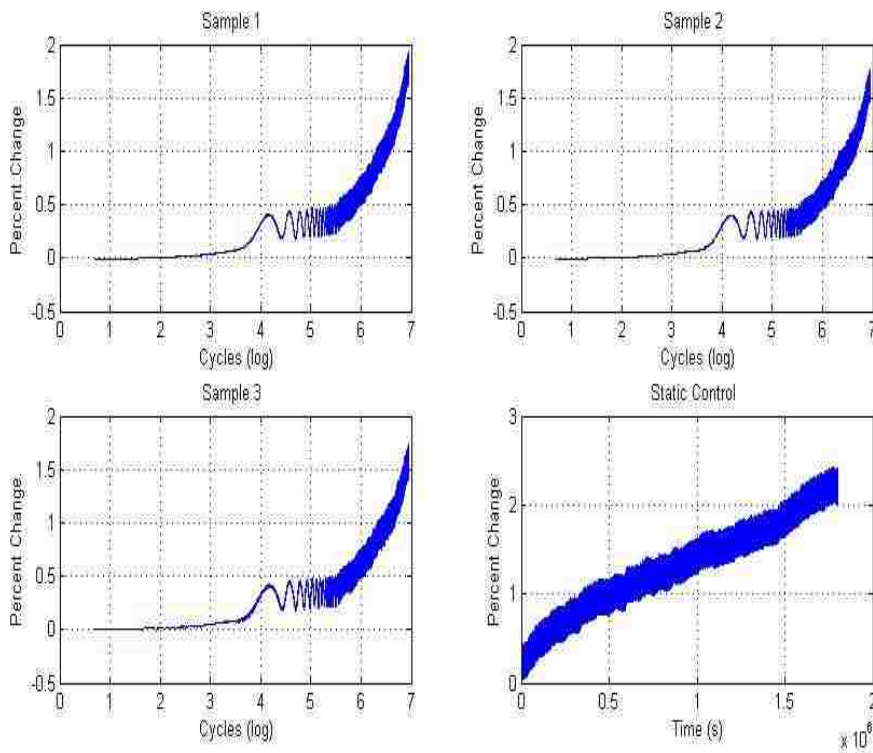 Sample 1
Percent Change
2
1.5
1
0.5
0
-0.5
0 1 2 3 4 5 6 7
Cycles (log)
Sample 2
Percent Change
2
1.5
1
0.5
0
-0.5
0 1 2 3 4 5 6 7
Cycles (log)
Sample 3
Percent Change
2
1.5
1
0.5
0
-0.5
0 1 2 3 4 5 6 7
Cycles (log)
Static Control
Percent Change
3
2
1
0
0 0.5 1 1.5 2
Time (s)